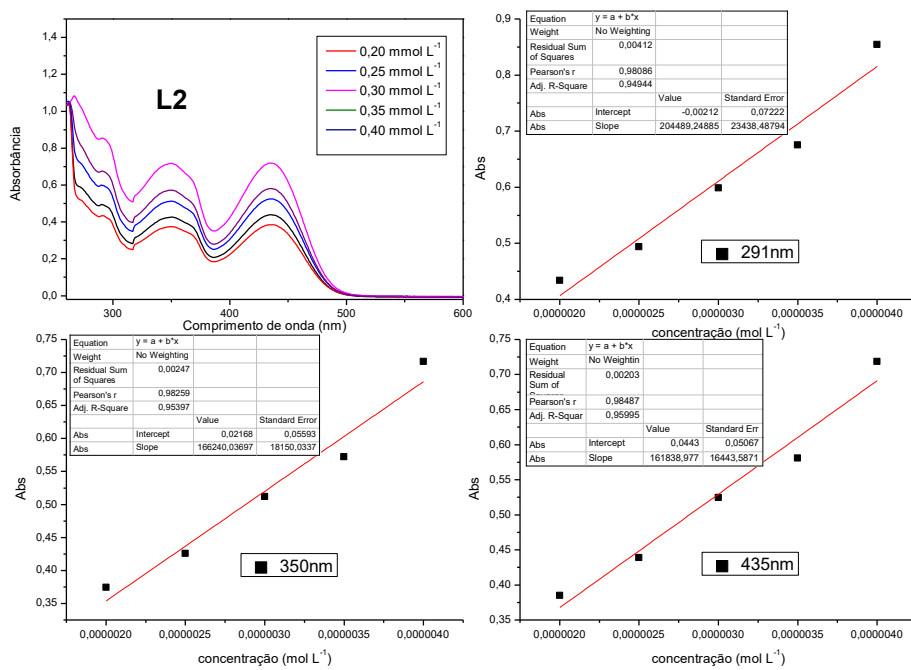 1,4
1,2
1,0
0,8
0,6
0,4
0,2
0,0
Absorbância
L2
0,20 mmol L-1
0,25 mmol L-1
0,30 mmol L-1
0,35 mmol L-1
0,40 mmol L-1
300 400 500 600
Comprimento de onda (nm)
0,9
0,8
0,7
0,6
0,5
0,4
Abs
Equation y = a + b*x
Weight No Weighting
Residual Sum of Squares 0,00412
Pearson's r 0,98086
Adj. R-Square 0,94944
Value Standard Error
Abs Intercept -0,00212 0,07222
Abs Slope 204489,24885 23438,48794
291nm
0,0000020 0,0000025 0,0000030 0,0000035 0,0000040
concentração (mol L-1)
Equation y = a + b*x
Weight No Weighting
Residual Sum of Squares 0,00247
Pearson's r 0,98259
Adj. R-Square 0,95397
Value Standard Error
Abs Intercept 0,02168 0,05593
Abs Slope 166240,03697 18150,0337
0,75
0,70
0,65
0,60
0,55
0,50
0,45
0,40
0,35
Abs
350nm
0,0000020 0,0000025 0,0000030 0,0000035 0,0000040
concentração (mol L-1)
Equation y = a + b*x
Weight No Weightin
Residual Sum of 0,00203
Pearson's r 0,98487
Adj. R-Squar 0,95995
Value Standard Err
Abs Intercept 0,0443 0,05067
Abs Slope 161838,977 16443,5871
0,75
0,70
0,65
0,60
0,55
0,50
0,45
0,40
0,35
Abs
435nm
0,0000020 0,0000025 0,0000030 0,0000035 0,0000040
concentração (mol L-1)